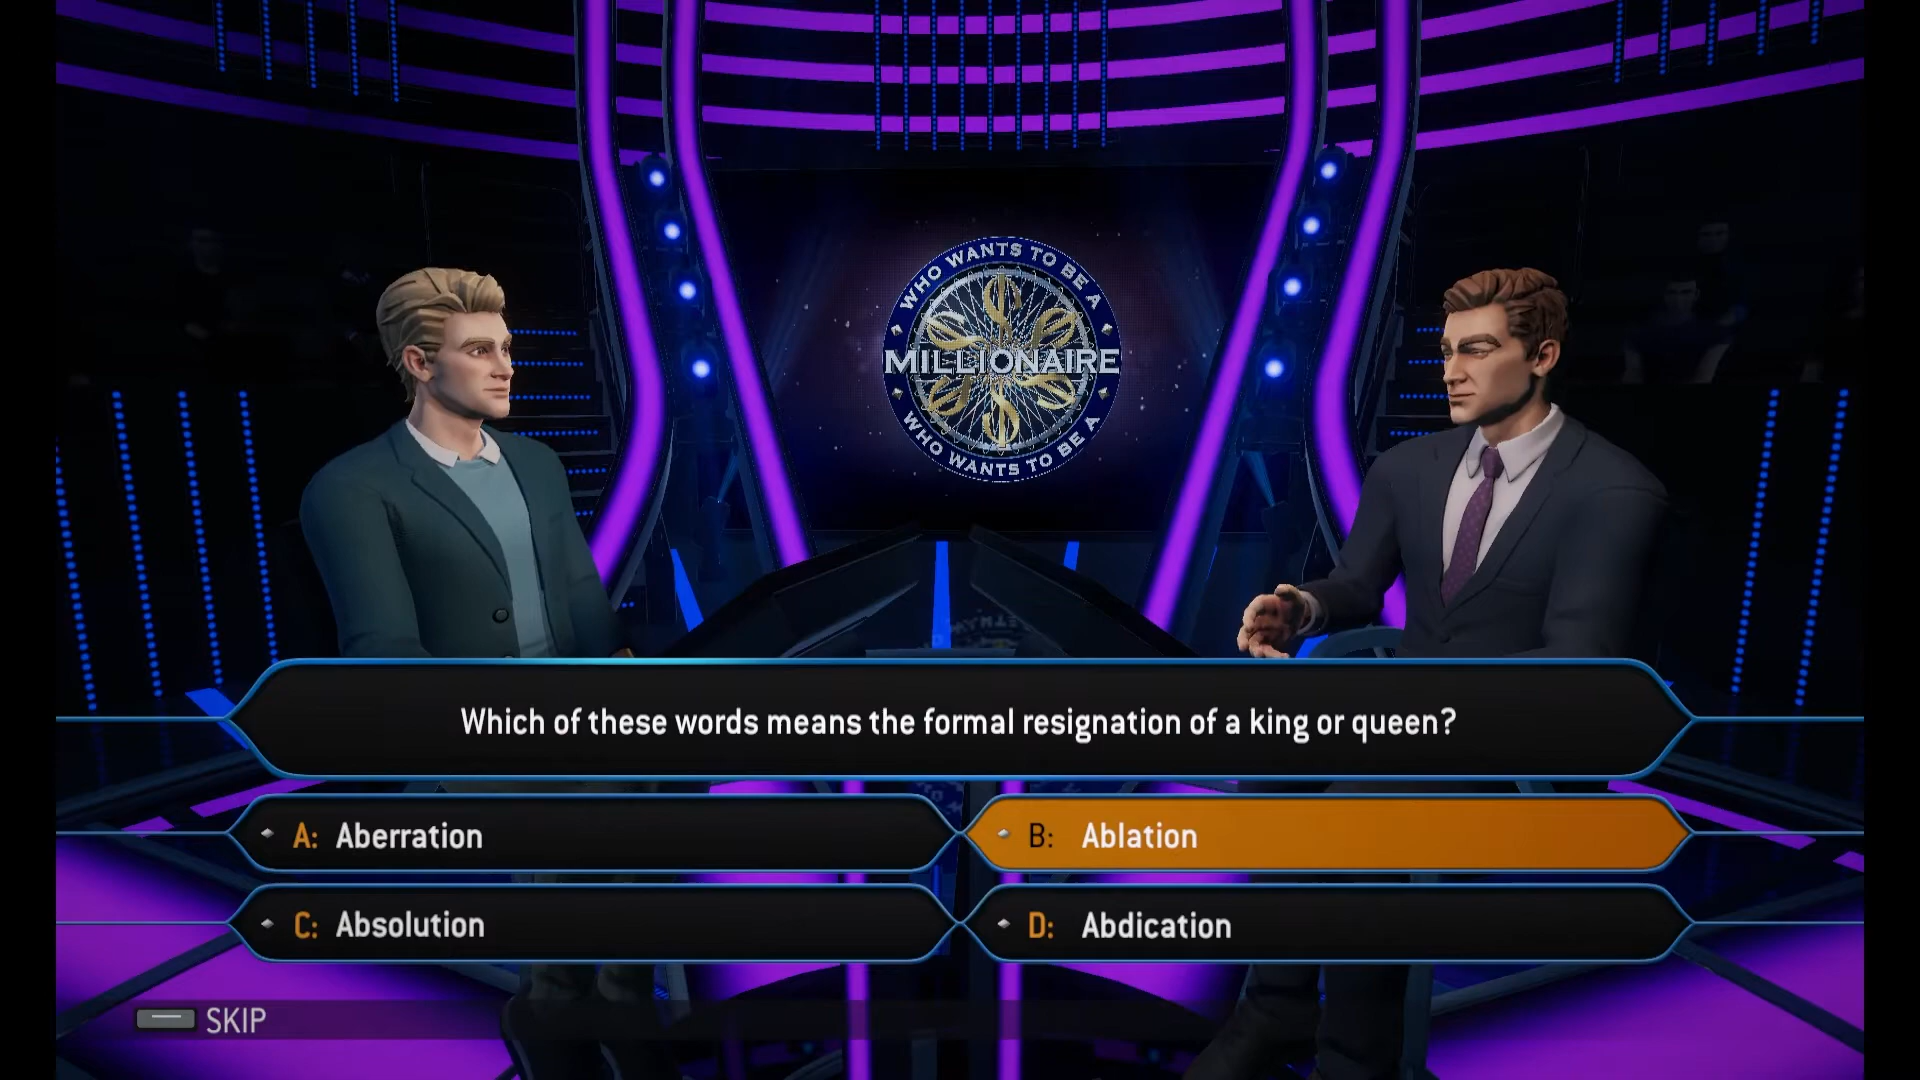 WHO WANTS TO BE A
MILLIONAIRE
WHO WANTS TO BE A
Which of these words means the formal resignation of a king or queen?
A: Aberration
B: Ablation
C: Absolution
D: Abdication
SKIP